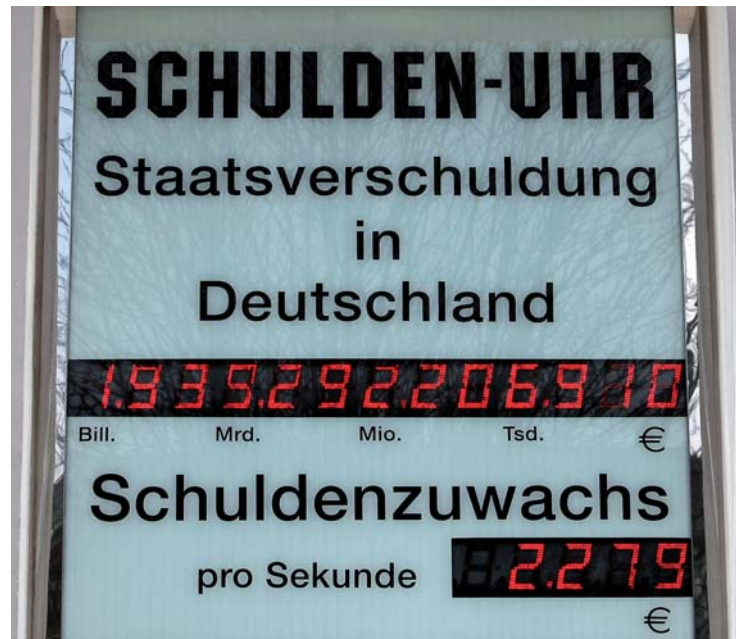 SCHULDEN-UHR
Staatsverschuldung
in
Deutschland
1.935.292.206.910
Bill. Mrd. Mio. Tsd. €
Schuldenzuwachs
pro Sekunde 2.279
€